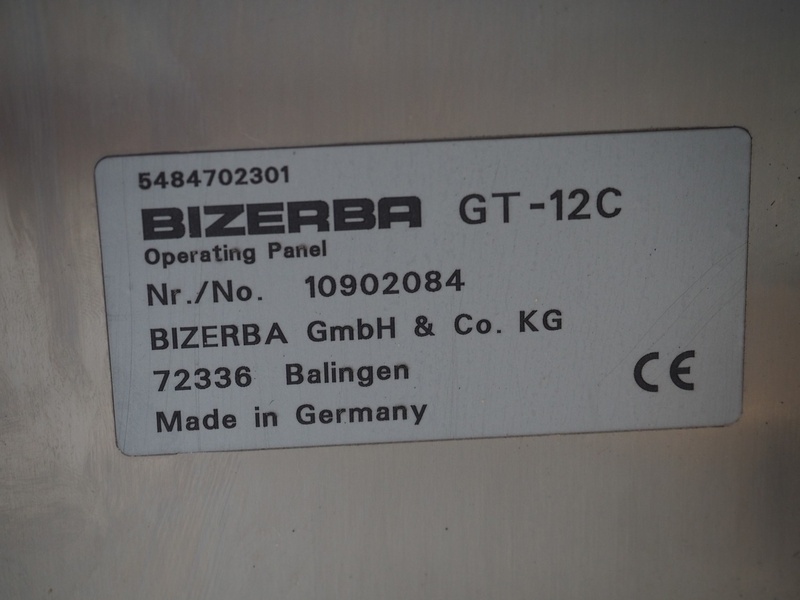 5484702301
BIZERBA GT-12C
Operating Panel
Nr./No. 10902084
BIZERBA GmbH & Co. KG
72336 Balingen
Made in Germany
CE